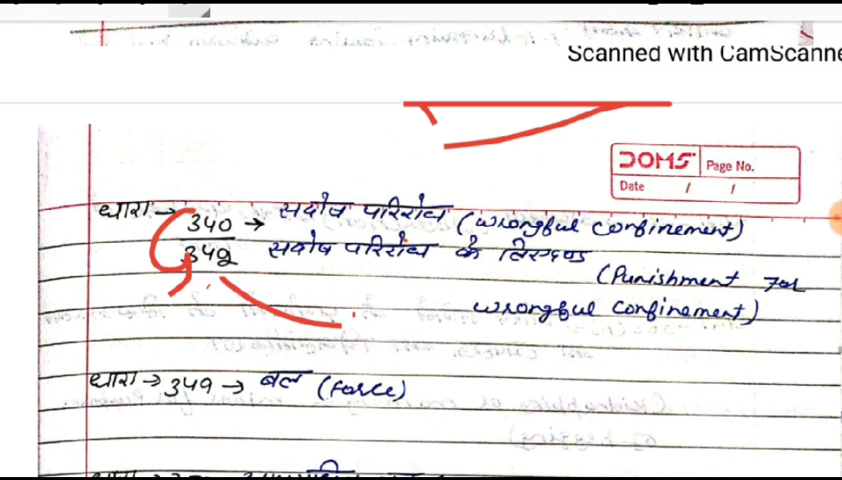 Scanned with CamScanne
DOMS Page No.
Date / /
धारा → 340 → सदोष परिरोध (wrongful confinement)
342 सदोष परिरोध के लिए दण्ड
(Punishment for
wrongful confinement)
धारा → 349 → बल (force)